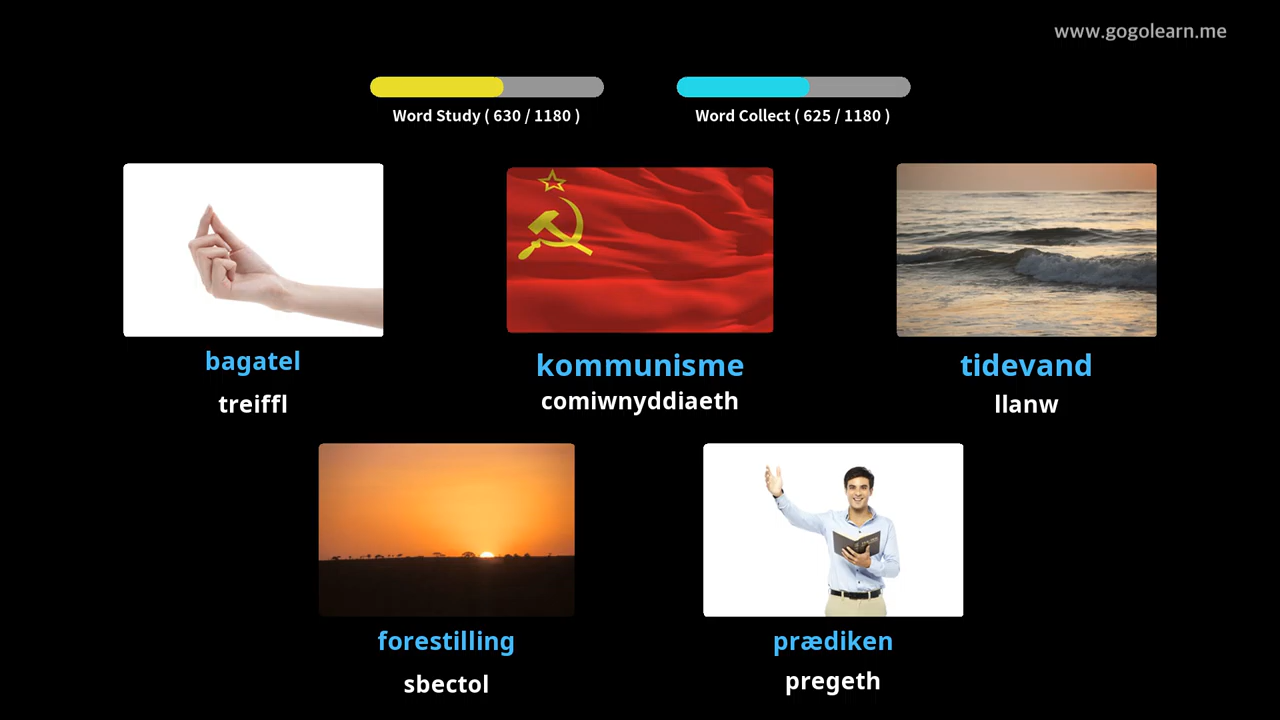 www.gogolearn.me
Word Study ( 630 / 1180 )
Word Collect ( 625 / 1180 )
bagatel
kommunisme
tidevand
treiffl
comiwnyddiaeth
llanw
forestilling
prædiken
sbectol
pregeth